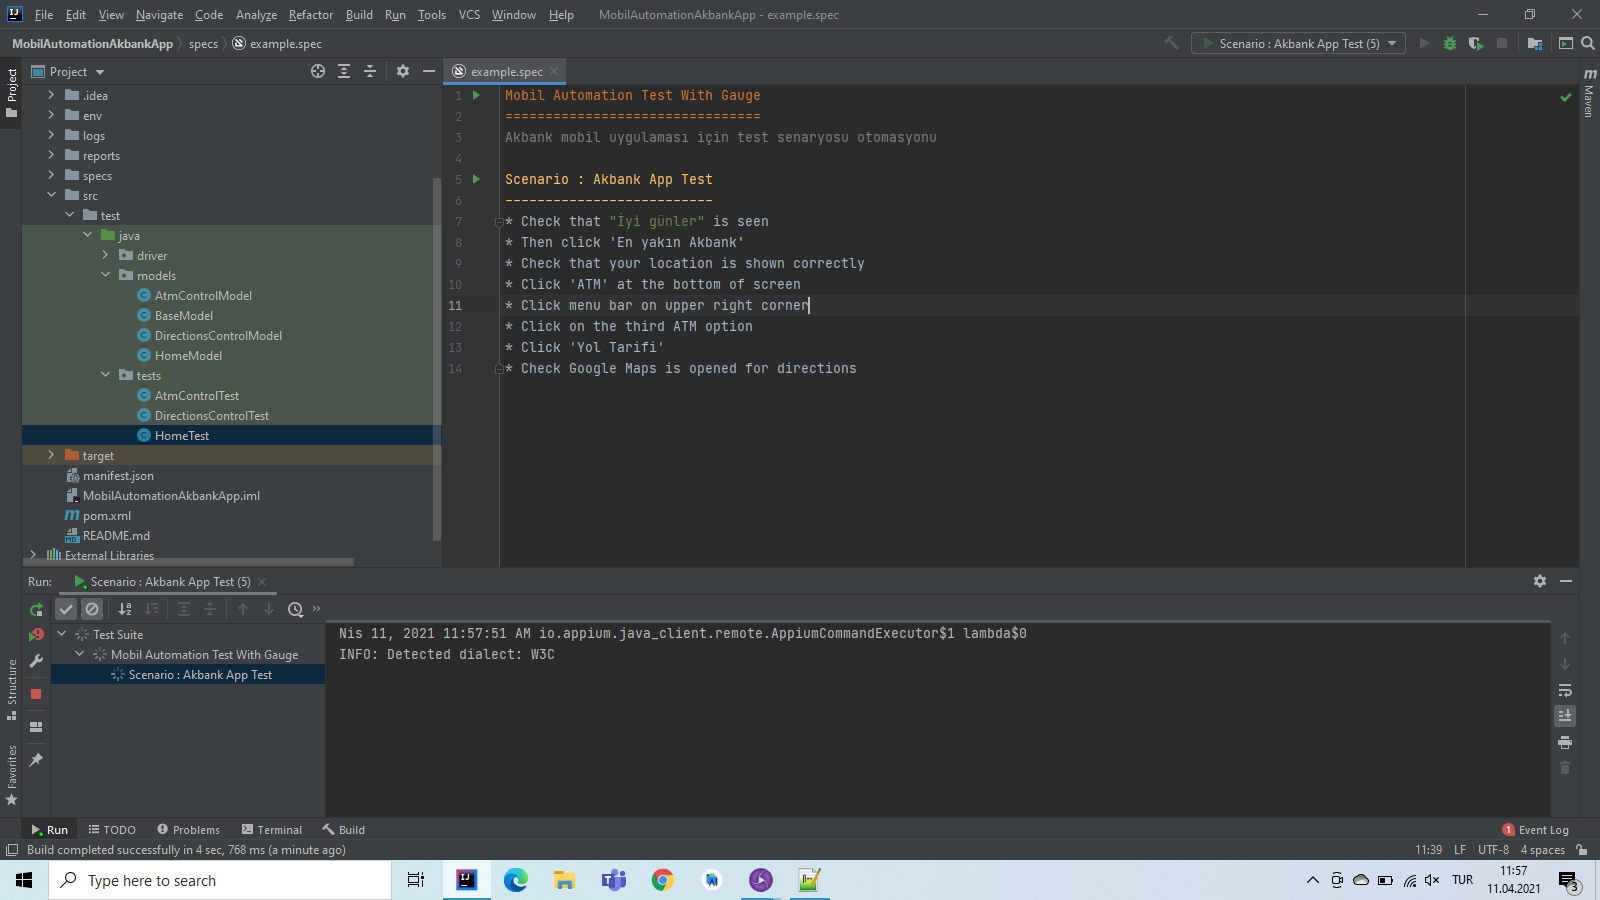 File Edit View Navigate Code Analyze Refactor Build Run Tools VCS Window Help MobilAutomationAkbankApp - example.spec
MobilAutomationAkbankApp specs example.spec
Scenario : Akbank App Test (5)
Project
Project
.idea
env
logs
reports
specs
src
test
java
driver
models
AtmControlModel
BaseModel
DirectionsControlModel
HomeModel
tests
AtmControlTest
DirectionsControlTest
HomeTest
target
manifest.json
MobilAutomationAkbankApp.iml
pom.xml
README.md
External Libraries
example.spec
1 Mobil Automation Test With Gauge
2 ================================
3 Akbank mobil uygulaması için test senaryosu otomasyonu
4
5 Scenario : Akbank App Test
6 --------------------------
7 * Check that "İyi günler" is seen
8 * Then click 'En yakın Akbank'
9 * Check that your location is shown correctly
10 * Click 'ATM' at the bottom of screen
11 * Click menu bar on upper right corner
12 * Click on the third ATM option
13 * Click 'Yol Tarifi'
14 * Check Google Maps is opened for directions
Maven
Run: Scenario : Akbank App Test (5)
Test Suite
Mobil Automation Test With Gauge
Scenario : Akbank App Test
Nis 11, 2021 11:57:51 AM io.appium.java_client.remote.AppiumCommandExecutor$1 lambda$0
INFO: Detected dialect: W3C
Structure
Favorites
Run TODO Problems Terminal Build
1 Event Log
Build completed successfully in 4 sec, 768 ms (a minute ago)
11:39 LF UTF-8 4 spaces
Type here to search
TUR
11:57
11.04.2021
3